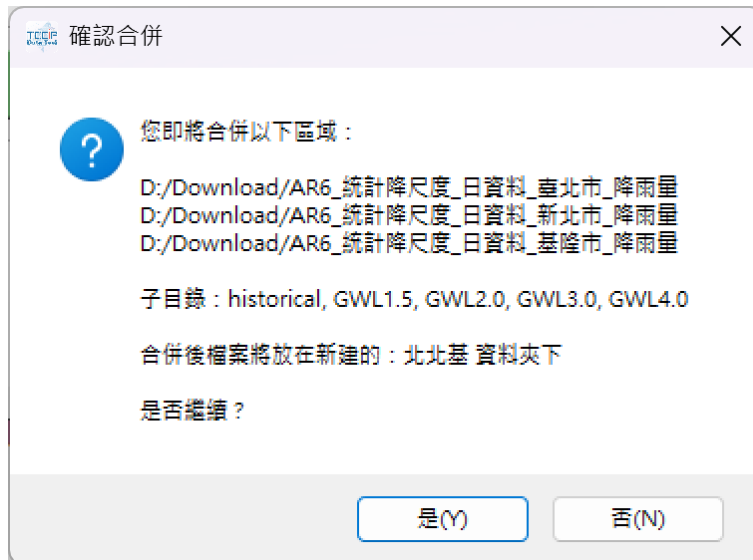 TCCIP
Data Tool
確認合併
您即將合併以下區域：
D:/Download/AR6_統計降尺度_日資料_臺北市_降雨量
D:/Download/AR6_統計降尺度_日資料_新北市_降雨量
D:/Download/AR6_統計降尺度_日資料_基隆市_降雨量
子目錄：historical, GWL1.5, GWL2.0, GWL3.0, GWL4.0
合併後檔案將放在新建的：北北基 資料夾下
是否繼續？
是(Y)
否(N)